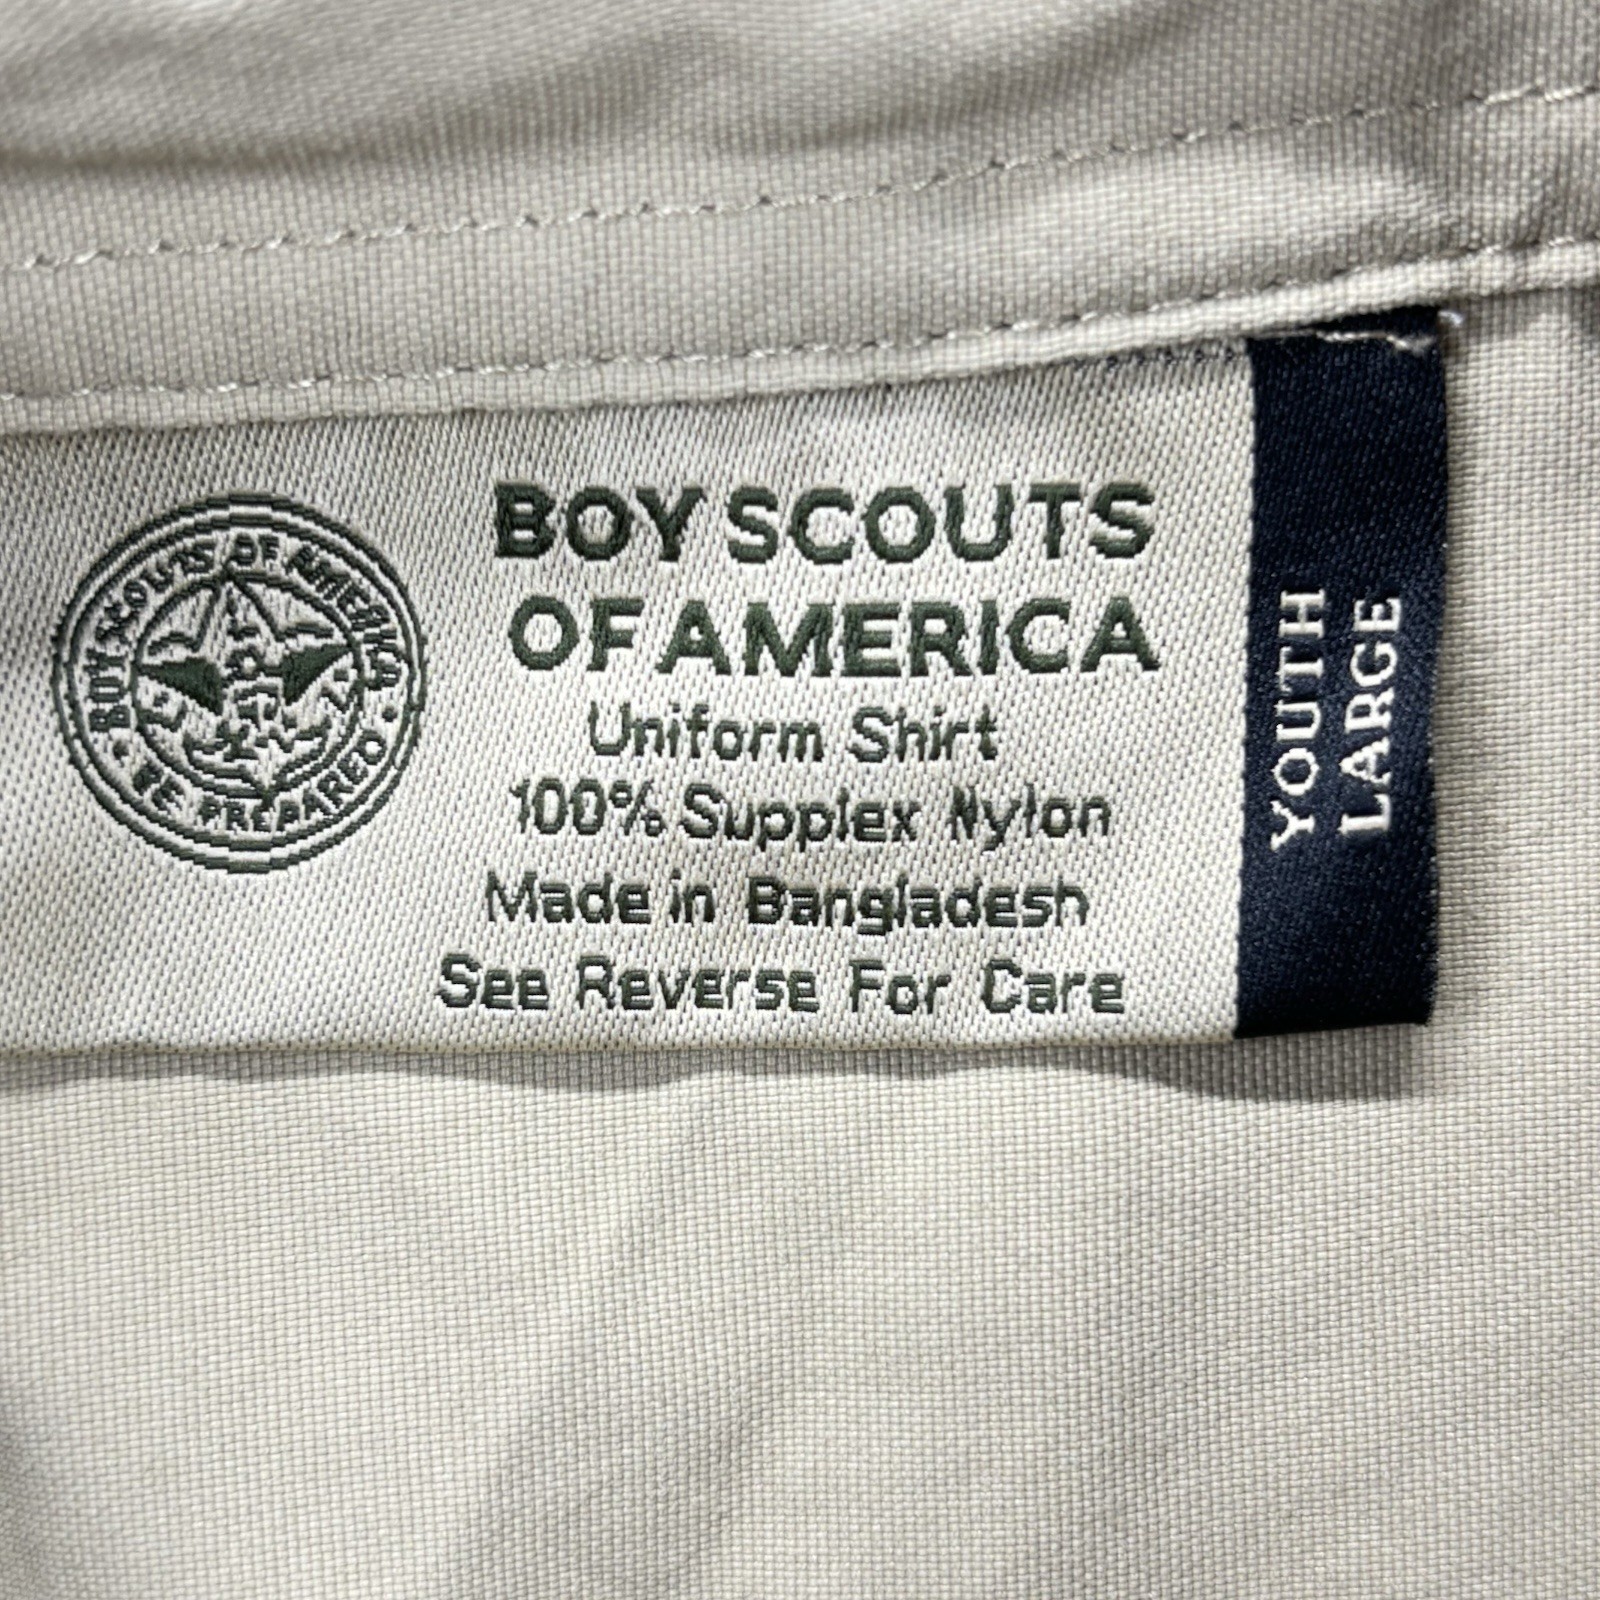 BOY SCOUTS OF AMERICA
BE PREPARED
BOY SCOUTS
OF AMERICA
Uniform Shirt
100% Supplex Nylon
Made in Bangladesh
See Reverse For Care
YOUTH
LARGE